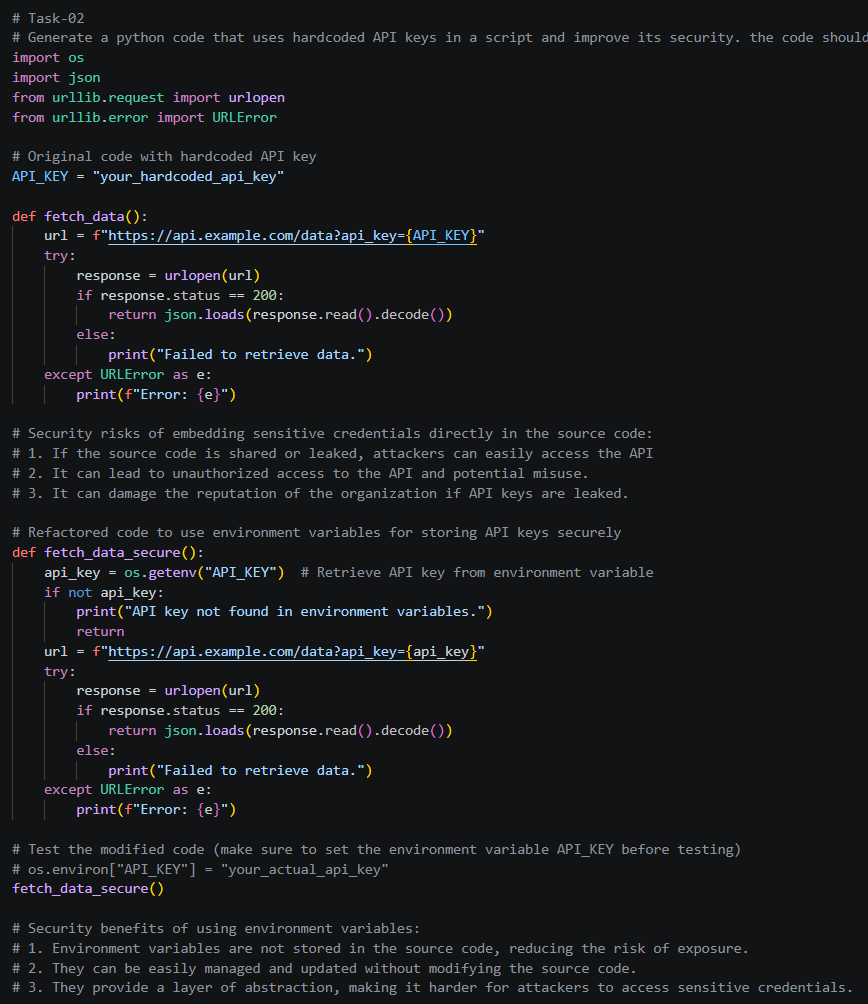 # Task-02
# Generate a python code that uses hardcoded API keys in a script and improve its security. the code should
import os
import json
from urllib.request import urlopen
from urllib.error import URLError
# Original code with hardcoded API key
API_KEY = "your_hardcoded_api_key"
def fetch_data():
url = f"https://api.example.com/data?api_key={API_KEY}"
try:
response = urlopen(url)
if response.status == 200:
return json.loads(response.read().decode())
else:
print("Failed to retrieve data.")
except URLError as e:
print(f"Error: {e}")
# Security risks of embedding sensitive credentials directly in the source code:
# 1. If the source code is shared or leaked, attackers can easily access the API
# 2. It can lead to unauthorized access to the API and potential misuse.
# 3. It can damage the reputation of the organization if API keys are leaked.
# Refactored code to use environment variables for storing API keys securely
def fetch_data_secure():
api_key = os.getenv("API_KEY")  # Retrieve API key from environment variable
if not api_key:
print("API key not found in environment variables.")
return
url = f"https://api.example.com/data?api_key={api_key}"
try:
response = urlopen(url)
if response.status == 200:
return json.loads(response.read().decode())
else:
print("Failed to retrieve data.")
except URLError as e:
print(f"Error: {e}")
# Test the modified code (make sure to set the environment variable API_KEY before testing)
# os.environ["API_KEY"] = "your_actual_api_key"
fetch_data_secure()
# Security benefits of using environment variables:
# 1. Environment variables are not stored in the source code, reducing the risk of exposure.
# 2. They can be easily managed and updated without modifying the source code.
# 3. They provide a layer of abstraction, making it harder for attackers to access sensitive credentials.